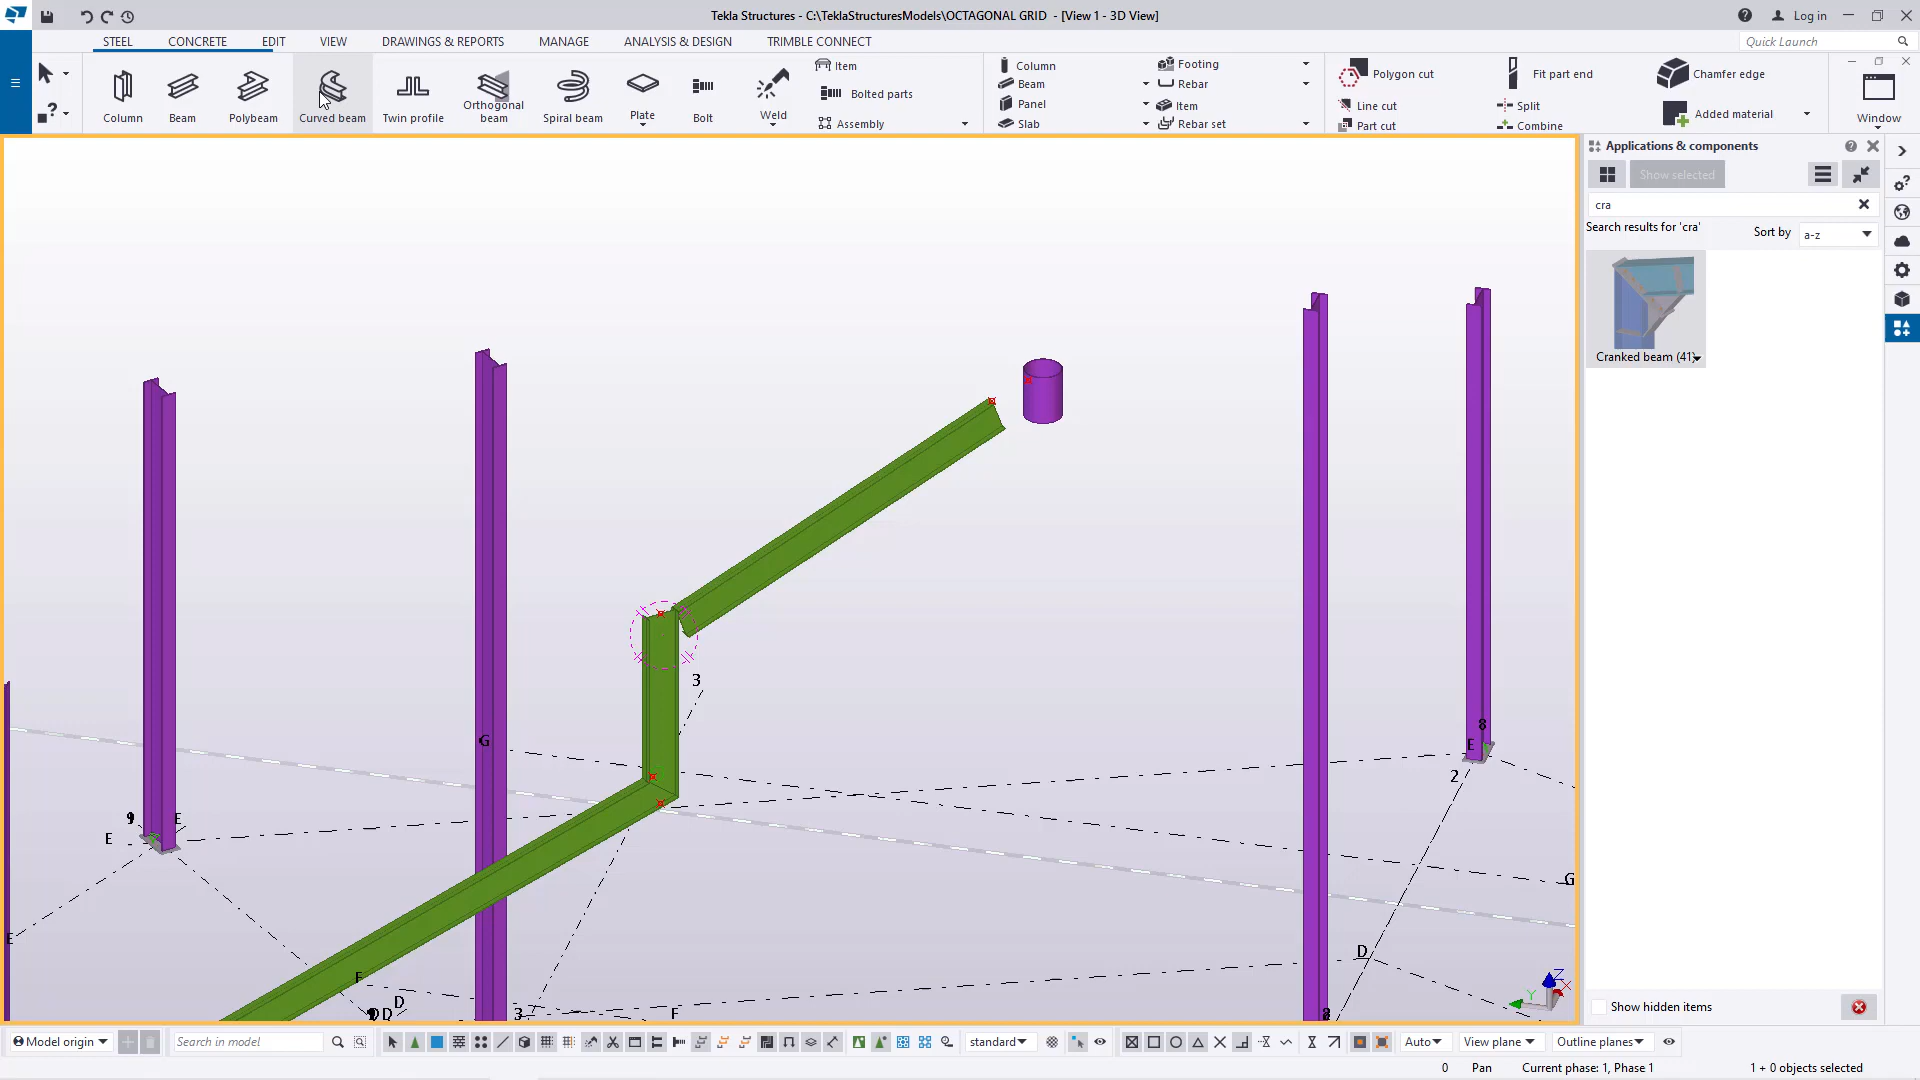 Tekla Structures - C:\TeklaStructuresModels\OCTAGONAL GRID - [View 1 - 3D View]
Log in
STEEL CONCRETE EDIT VIEW DRAWINGS & REPORTS MANAGE ANALYSIS & DESIGN TRIMBLE CONNECT
Quick Launch
Column
Beam
Polybeam
Curved beam
Twin profile
Orthogonal
beam
Spiral beam
Plate
Bolt
Weld
Item
Bolted parts
Assembly
Column
Beam
Panel
Slab
Footing
Rebar
Item
Rebar set
Polygon cut
Line cut
Part cut
Fit part end
Split
Combine
Chamfer edge
Added material
Window
Applications & components
Show selected
cra
Search results for 'cra'
Sort by
a-z
Cranked beam (41)
3
G
8
E
2
9
E
E
G
E
D
F
D
D
3
F
8
Z
Y
X
Show hidden items
Model origin
Search in model
standard
Auto
View plane
Outline planes
0
Pan
Current phase: 1, Phase 1
1 + 0 objects selected